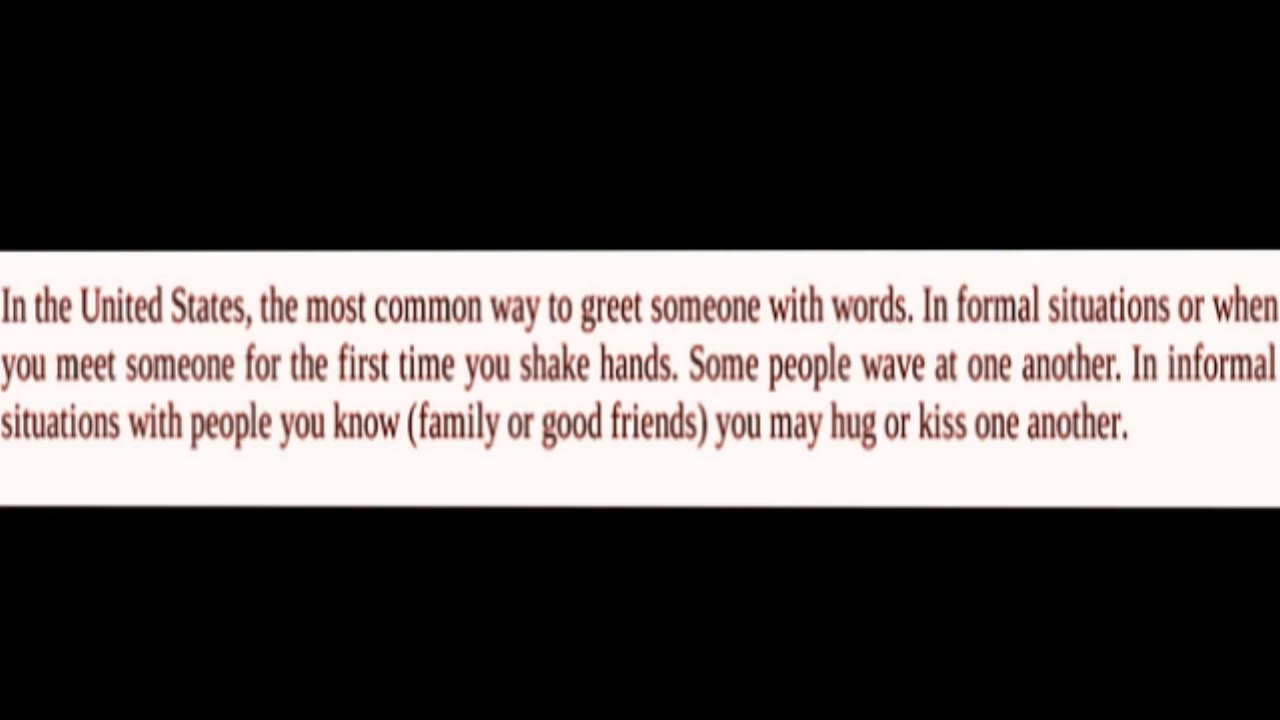 In the United States, the most common way to greet someone with words. In formal situations or when
you meet someone for the first time you shake hands. Some people wave at one another. In informal
situations with people you know (family or good friends) you may hug or kiss one another.